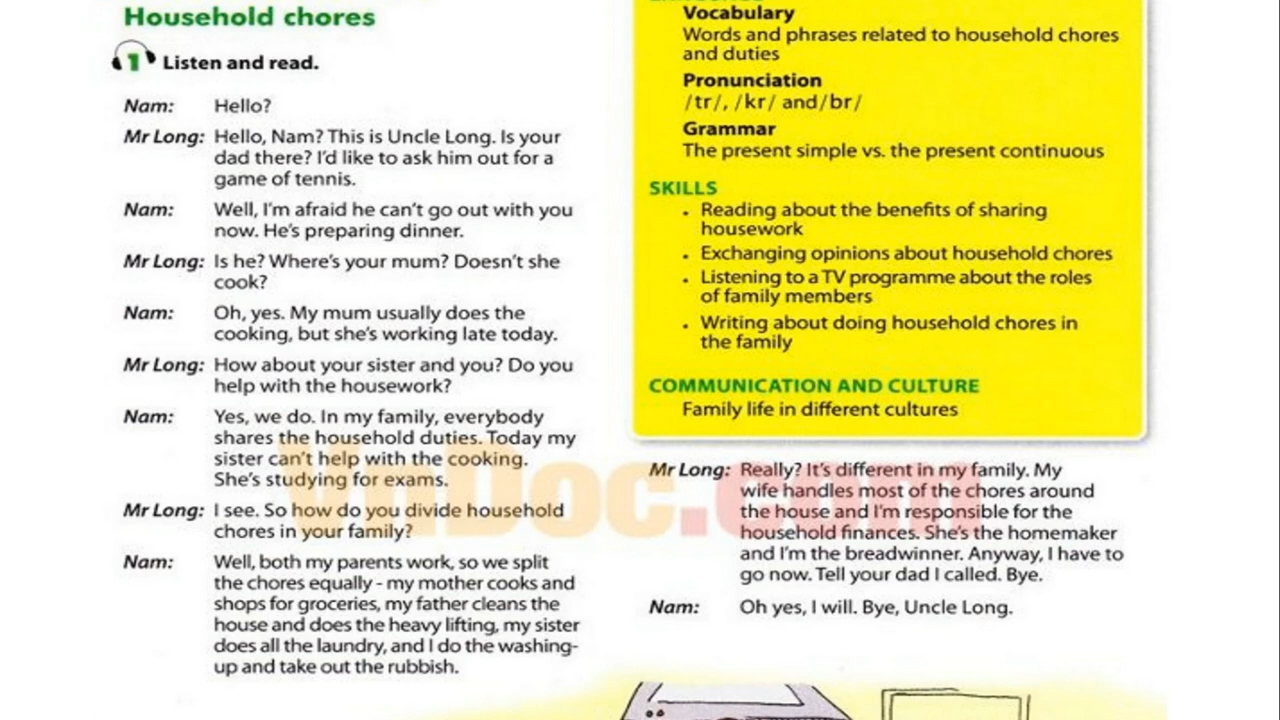 Household chores
1 Listen and read.
Nam: Hello?
Mr Long: Hello, Nam? This is Uncle Long. Is your
dad there? I'd like to ask him out for a
game of tennis.
Nam: Well, I'm afraid he can't go out with you
now. He's preparing dinner.
Mr Long: Is he? Where's your mum? Doesn't she
cook?
Nam: Oh, yes. My mum usually does the
cooking, but she's working late today.
Mr Long: How about your sister and you? Do you
help with the housework?
Nam: Yes, we do. In my family, everybody
shares the household duties. Today my
sister can't help with the cooking.
She's studying for exams.
Mr Long: I see. So how do you divide household
chores in your family?
Nam: Well, both my parents work, so we split
the chores equally - my mother cooks and
shops for groceries, my father cleans the
house and does the heavy lifting, my sister
does all the laundry, and I do the washing-
up and take out the rubbish.
Vocabulary
Words and phrases related to household chores
and duties
Pronunciation
/tr/, /kr/ and/br/
Grammar
The present simple vs. the present continuous
SKILLS
• Reading about the benefits of sharing
housework
• Exchanging opinions about household chores
• Listening to a TV programme about the roles
of family members
• Writing about doing household chores in
the family
COMMUNICATION AND CULTURE
Family life in different cultures
Mr Long: Really? It's different in my family. My
wife handles most of the chores around
the house and I'm responsible for the
household finances. She's the homemaker
and I'm the breadwinner. Anyway, I have to
go now. Tell your dad I called. Bye.
Nam: Oh yes, I will. Bye, Uncle Long.
vnDoc.com